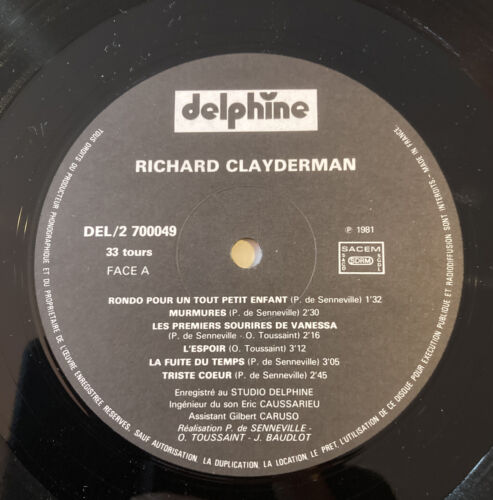 delphine
RICHARD CLAYDERMAN
DEL/2 700049
33 tours
FACE A
℗ 1981
SACEM
SACD
SDRM
SGDL
RONDO POUR UN TOUT PETIT ENFANT (P. de Senneville) 1'32
MURMURES (P. de Senneville) 2'30
LES PREMIERS SOURIRES DE VANESSA
(P. de Senneville - O. Toussaint) 2'16
L'ESPOIR (O. Toussaint) 3'12
LA FUITE DU TEMPS (P. de Senneville) 3'05
TRISTE COEUR (P. de Senneville) 2'45
Enregistré au STUDIO DELPHINE
Ingénieur du son Eric CAUSSARIEU
Assistant Gilbert CARUSO
Réalisation P. de SENNEVILLE -
O. TOUSSAINT - J. BAUDLOT
TOUS DROITS DU PRODUCTEUR PHONOGRAPHIQUE ET DU PROPRIETAIRE DE L'ŒUVRE ENREGISTREE RESERVES. SAUF AUTORISATION, LA DUPLICATION, LA LOCATION, LE PRET, L'UTILISATION DE CE DISQUE POUR EXECUTION PUBLIQUE ET RADIODIFFUSION SONT INTERDITS - MADE IN FRANCE.